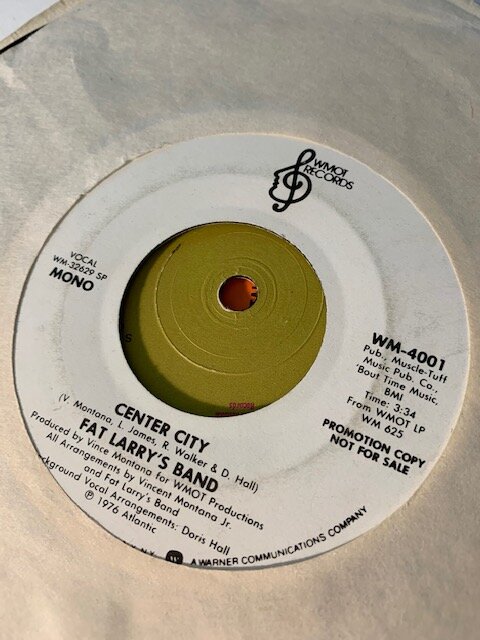 WMOT
RECORDS
VOCAL
WM-32629 SP
MONO
WM-4001
Pub., Muscle-Tuff
Music Pub. Co.,
'Bout Time Music,
BMI
Time: 3:34
From WMOT LP
WM 625
PROMOTION COPY
NOT FOR SALE
CENTER CITY
(V. Montana, L. James, R. Walker & D. Hall)
FAT LARRY'S BAND
Produced by Vince Montana for WMOT Productions
All Arrangements by Vincent Montana Jr.
and Fat Larry's Band
Background Vocal Arrangements: Doris Hall
℗ 1976 Atlantic
A WARNER COMMUNICATIONS COMPANY